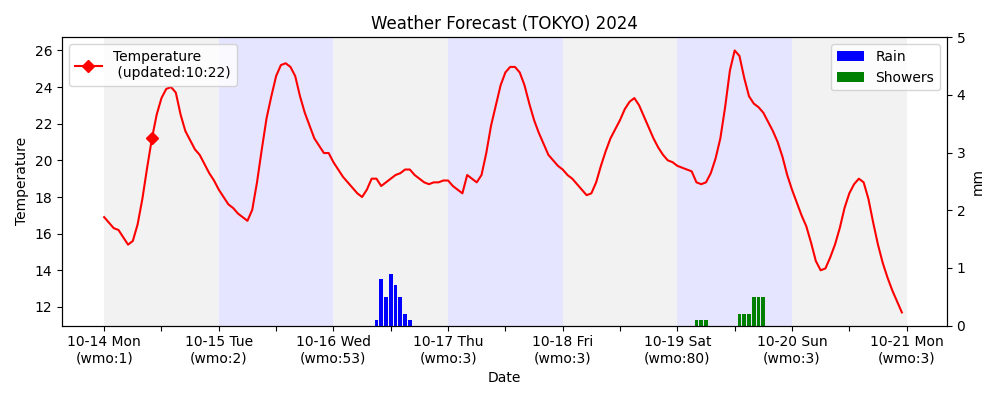 Weather Forecast (TOKYO) 2024
Temperature
(updated:10:22)
Rain
Showers
26
24
22
20
18
16
14
12
Temperature
5
4
3
2
1
0
mm
10-14 Mon
(wmo:1)
10-15 Tue
(wmo:2)
10-16 Wed
(wmo:53)
10-17 Thu
(wmo:3)
10-18 Fri
(wmo:3)
10-19 Sat
(wmo:80)
10-20 Sun
(wmo:3)
10-21 Mon
(wmo:3)
Date